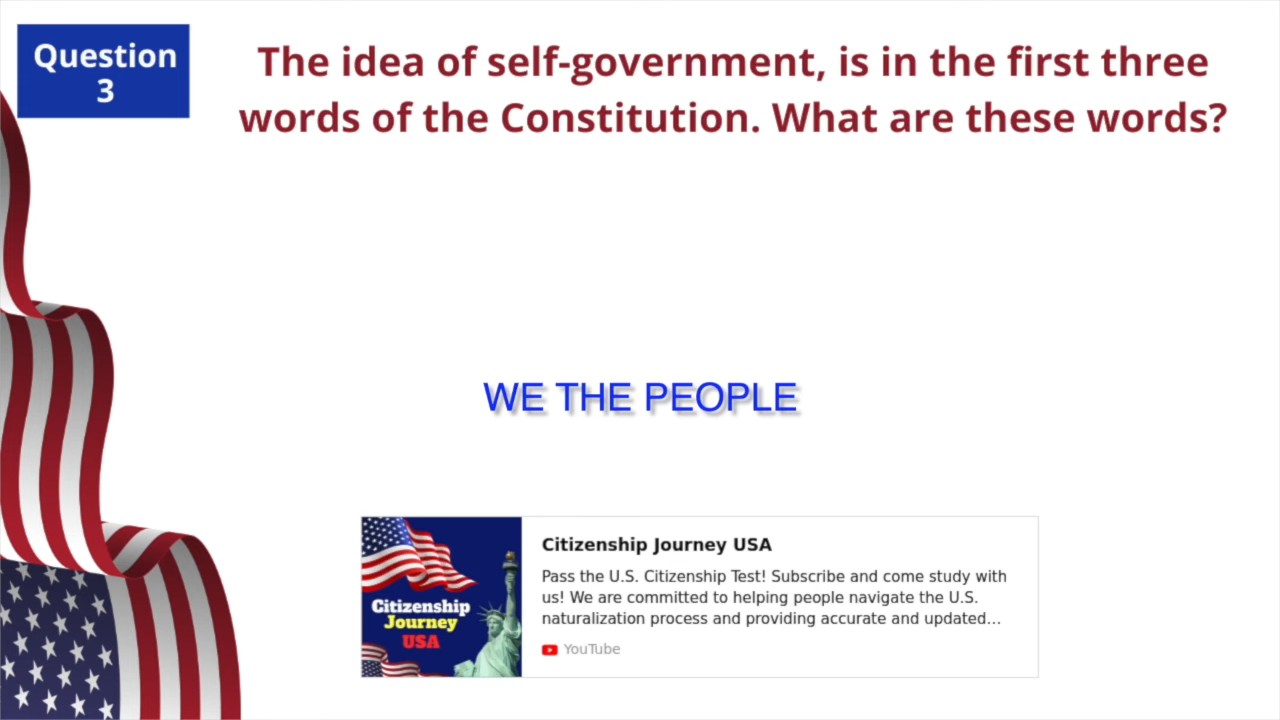 Question
3
The idea of self-government, is in the first three
words of the Constitution. What are these words?
WE THE PEOPLE
Citizenship
Journey
USA
Citizenship Journey USA
Pass the U.S. Citizenship Test! Subscribe and come study with
us! We are committed to helping people navigate the U.S.
naturalization process and providing accurate and updated...
YouTube